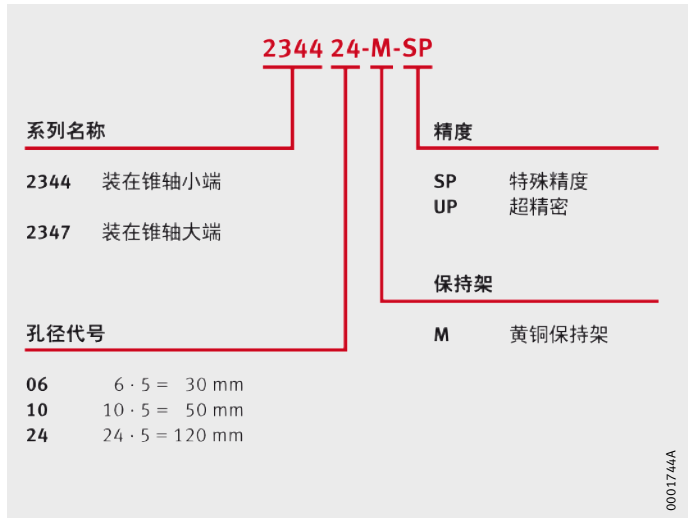 2344 24-M-SP
系列名称
2344 装在锥轴小端
2347 装在锥轴大端
孔径代号
06 6 · 5 = 30 mm
10 10 · 5 = 50 mm
24 24 · 5 = 120 mm
精度
SP 特殊精度
UP 超精密
保持架
M 黄铜保持架
0001744A